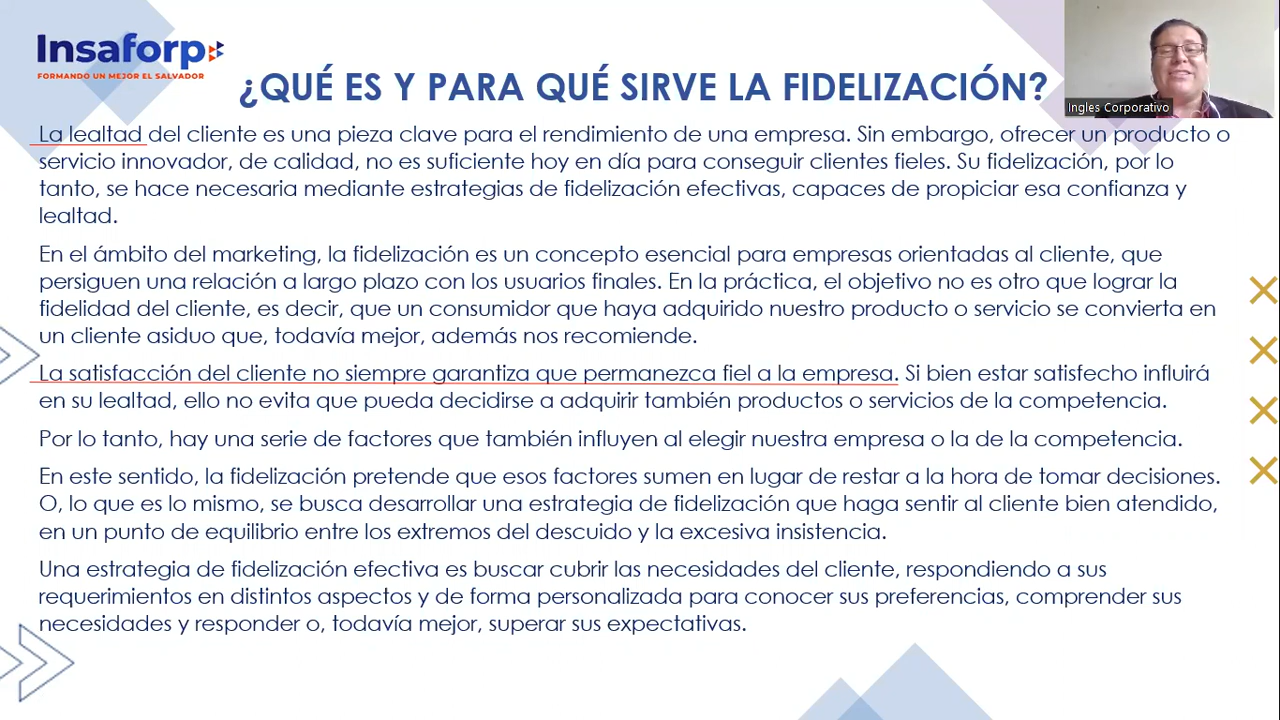 Insaforp
FORMANDO UN MEJOR EL SALVADOR
¿QUÉ ES Y PARA QUÉ SIRVE LA FIDELIZACIÓN?
Ingles Corporativo
La lealtad del cliente es una pieza clave para el rendimiento de una empresa. Sin embargo, ofrecer un producto o
servicio innovador, de calidad, no es suficiente hoy en día para conseguir clientes fieles. Su fidelización, por lo
tanto, se hace necesaria mediante estrategias de fidelización efectivas, capaces de propiciar esa confianza y
lealtad.
En el ámbito del marketing, la fidelización es un concepto esencial para empresas orientadas al cliente, que
persiguen una relación a largo plazo con los usuarios finales. En la práctica, el objetivo no es otro que lograr la
fidelidad del cliente, es decir, que un consumidor que haya adquirido nuestro producto o servicio se convierta en
un cliente asiduo que, todavía mejor, además nos recomiende.
La satisfacción del cliente no siempre garantiza que permanezca fiel a la empresa. Si bien estar satisfecho influirá
en su lealtad, ello no evita que pueda decidirse a adquirir también productos o servicios de la competencia.
Por lo tanto, hay una serie de factores que también influyen al elegir nuestra empresa o la de la competencia.
En este sentido, la fidelización pretende que esos factores sumen en lugar de restar a la hora de tomar decisiones.
O, lo que es lo mismo, se busca desarrollar una estrategia de fidelización que haga sentir al cliente bien atendido,
en un punto de equilibrio entre los extremos del descuido y la excesiva insistencia.
Una estrategia de fidelización efectiva es buscar cubrir las necesidades del cliente, respondiendo a sus
requerimientos en distintos aspectos y de forma personalizada para conocer sus preferencias, comprender sus
necesidades y responder o, todavía mejor, superar sus expectativas.